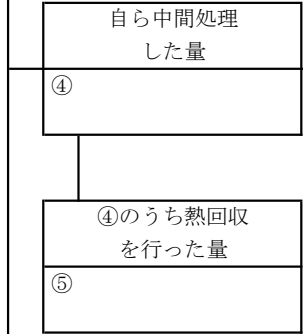 自ら中間処理
した量
④
④のうち熱回収
を行った量
⑤